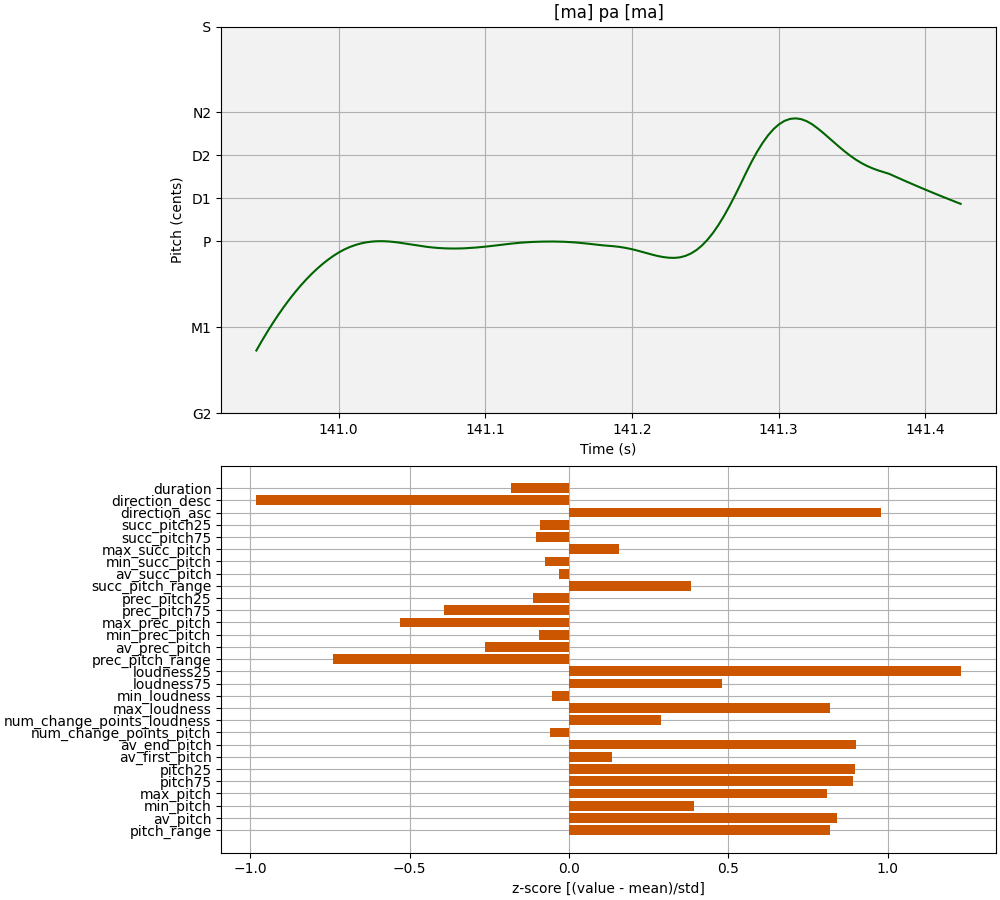 [ma] pa [ma]
S
N2
D2
D1
P
M1
G2
Pitch (cents)
141.0 141.1 141.2 141.3 141.4
Time (s)
duration
direction_desc
direction_asc
succ_pitch25
succ_pitch75
max_succ_pitch
min_succ_pitch
av_succ_pitch
succ_pitch_range
prec_pitch25
prec_pitch75
max_prec_pitch
min_prec_pitch
av_prec_pitch
prec_pitch_range
loudness25
loudness75
min_loudness
max_loudness
num_change_points_loudness
num_change_points_pitch
av_end_pitch
av_first_pitch
pitch25
pitch75
max_pitch
min_pitch
av_pitch
pitch_range
−1.0 −0.5 0.0 0.5 1.0
z-score [(value - mean)/std]